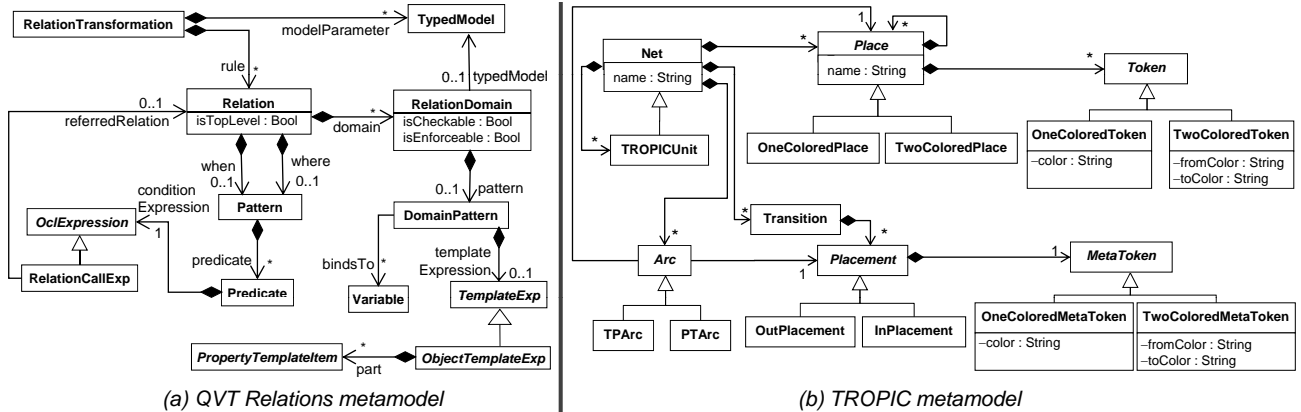 RelationTransformation
*
modelParameter
TypedModel
*
rule
0..1
typedModel
0..1
referredRelation
Relation
isTopLevel : Bool
*
domain
RelationDomain
isCheckable : Bool
isEnforceable : Bool
when
0..1
where
0..1
0..1
pattern
condition
Expression
1
OclExpression
Pattern
DomainPattern
RelationCallExp
predicate
*
Predicate
bindsTo
*
Variable
template
Expression
0..1
TemplateExp
PropertyTemplateItem
*
part
ObjectTemplateExp
(a) QVT Relations metamodel
1
*
Net
name : String
*
Place
name : String
*
Token
*
TROPICUnit
OneColoredPlace
TwoColoredPlace
OneColoredToken
–color : String
TwoColoredToken
–fromColor : String
–toColor : String
*
Transition
*
*
Arc
1
Placement
1
MetaToken
TPArc
PTArc
OutPlacement
InPlacement
OneColoredMetaToken
–color : String
TwoColoredMetaToken
–fromColor : String
–toColor : String
(b) TROPIC metamodel